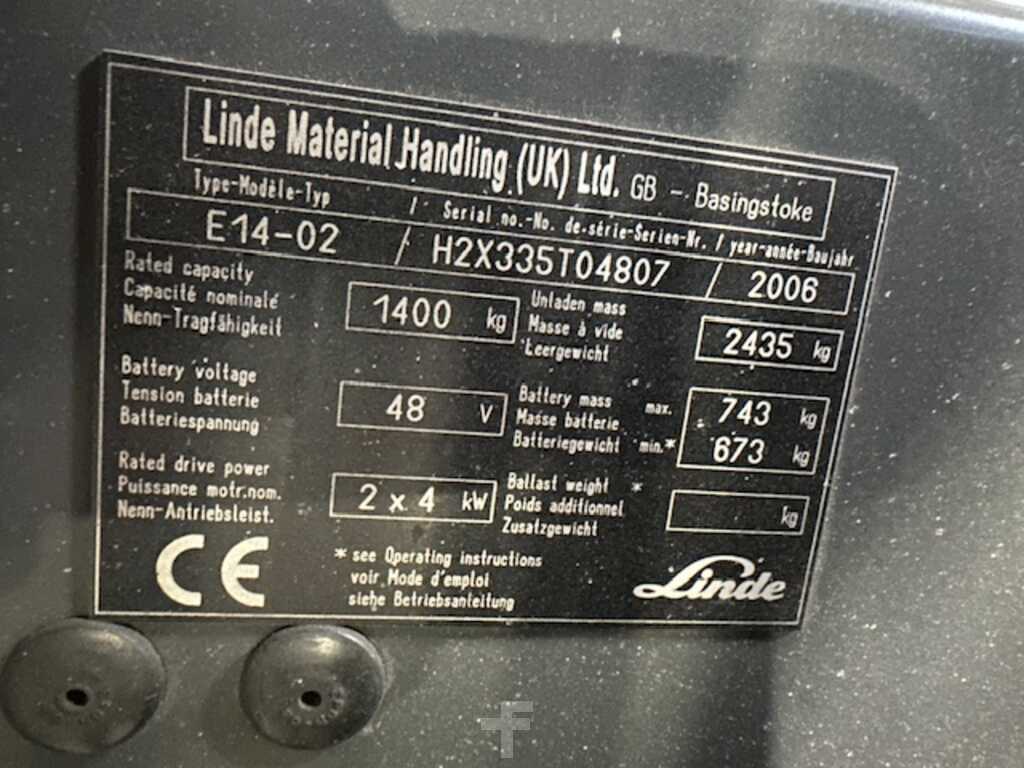 Linde Material Handling (UK) Ltd. GB - Basingstoke
Type-Modèle-Typ / Serial no.-No. de-série-Serien-Nr. / year-année-Baujahr
E14-02 / H2X335T04807 / 2006
Rated capacity
Capacité nominale
Nenn-Tragfähigkeit
1400 kg
Unladen mass
Masse à vide
Leergewicht
2435 kg
Battery voltage
Tension batterie
Batteriespannung
48 V
Battery mass max. 743 kg
Masse batterie
Batteriegewicht min.* 673 kg
Rated drive power
Puissance motr.nom.
Nenn-Antriebsleist.
2 x 4 kW
Ballast weight *
Poids additionnel
Zusatzgewicht
kg
CE
* see Operating instructions
voir Mode d'emploi
siehe Betriebsanleitung
Linde